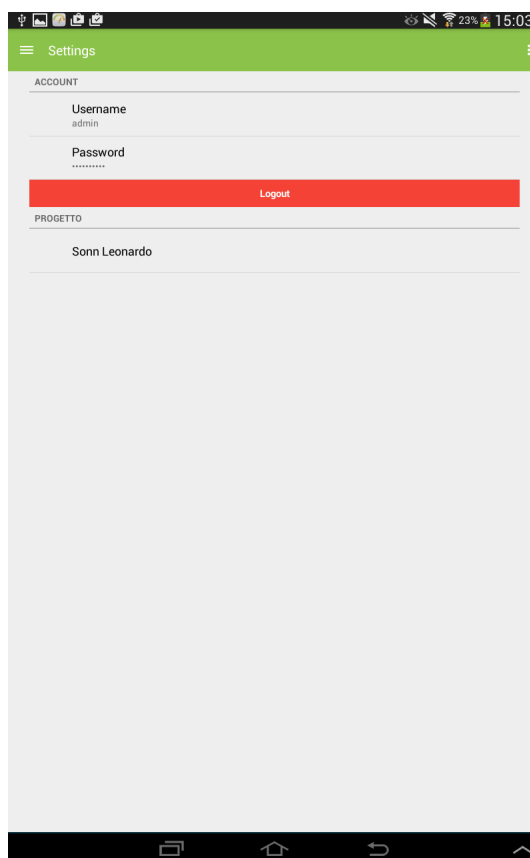 23% 15:03
Settings
ACCOUNT
Username
admin
Password
••••••••••
Logout
PROGETTO
Sonn Leonardo